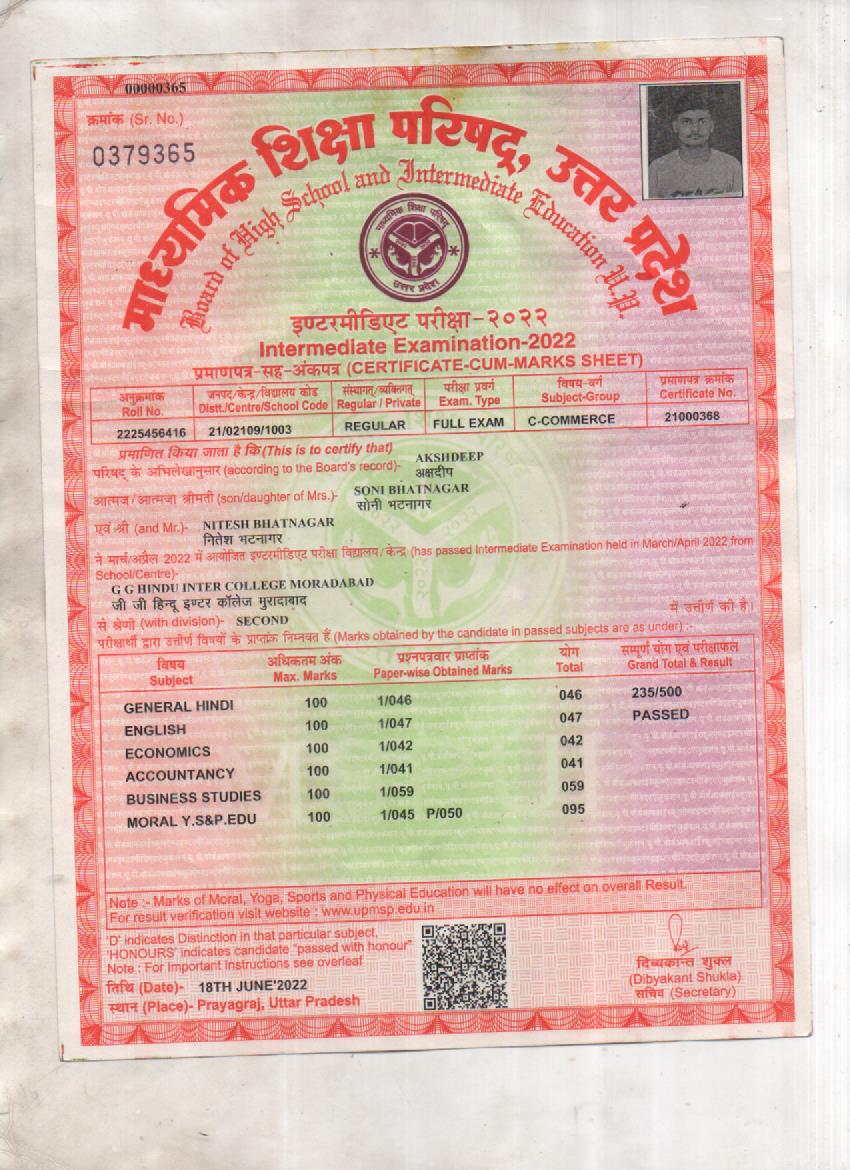 00000365
क्रमांक (Sr. No.)
0379365
माध्यमिक शिक्षा परिषद्, उत्तर प्रदेश
Board of High School and Intermediate Education U.P.
माध्यमिक शिक्षा परिषद्
उत्तर प्रदेश
इण्टरमीडिएट परीक्षा-२०२२
Intermediate Examination-2022
प्रमाणपत्र-सह-अंकपत्र (CERTIFICATE-CUM-MARKS SHEET)
अनुक्रमांक जनपद/केन्द्र/विद्यालय कोड संस्थागत/व्यक्तिगत परीक्षा प्रवर्ग विषय-वर्ग प्रमाणपत्र क्रमांक
Roll No. Distt./Centre/School Code Regular / Private Exam. Type Subject-Group Certificate No.
2225456416 21/02109/1003 REGULAR FULL EXAM C-COMMERCE 21000368
प्रमाणित किया जाता है कि (This is to certify that)
परिषद् के अभिलेखानुसार (according to the Board's record)- AKSHDEEP
अक्षदीप
आत्मज/आत्मजा श्रीमती (son/daughter of Mrs.)- SONI BHATNAGAR
सोनी भटनागर
एवं श्री (and Mr.)- NITESH BHATNAGAR
नितेश भटनागर
ने मार्च/अप्रैल 2022 में आयोजित इण्टरमीडिएट परीक्षा विद्यालय/केन्द्र (has passed Intermediate Examination held in March/April 2022 from
School/Centre)-
G G HINDU INTER COLLEGE MORADABAD
जी जी हिन्दू इण्टर कॉलेज मुरादाबाद
में उत्तीर्ण की है।
से श्रेणी (with division)- SECOND
परीक्षार्थी द्वारा उत्तीर्ण विषयों के प्राप्तांक निम्नवत हैं (Marks obtained by the candidate in passed subjects are as under) :-
विषय अधिकतम अंक प्रश्नपत्रवार प्राप्तांक योग सम्पूर्ण योग एवं परीक्षाफल
Subject Max. Marks Paper-wise Obtained Marks Total Grand Total & Result
GENERAL HINDI 100 1/046 046 235/500
ENGLISH 100 1/047 047 PASSED
ECONOMICS 100 1/042 042
ACCOUNTANCY 100 1/041 041
BUSINESS STUDIES 100 1/059 059
MORAL Y.S&P.EDU 100 1/045 P/050 095
Note :- Marks of Moral, Yoga, Sports and Physical Education will have no effect on overall Result.
For result verification visit website : www.upmsp.edu.in
'D' indicates Distinction in that particular subject,
'HONOURS' indicates candidate "passed with honour"
Note : For Important Instructions see overleaf
तिथि (Date)- 18TH JUNE'2022
स्थान (Place)- Prayagraj, Uttar Pradesh
दिव्यकान्त शुक्ल
(Dibyakant Shukla)
सचिव (Secretary)